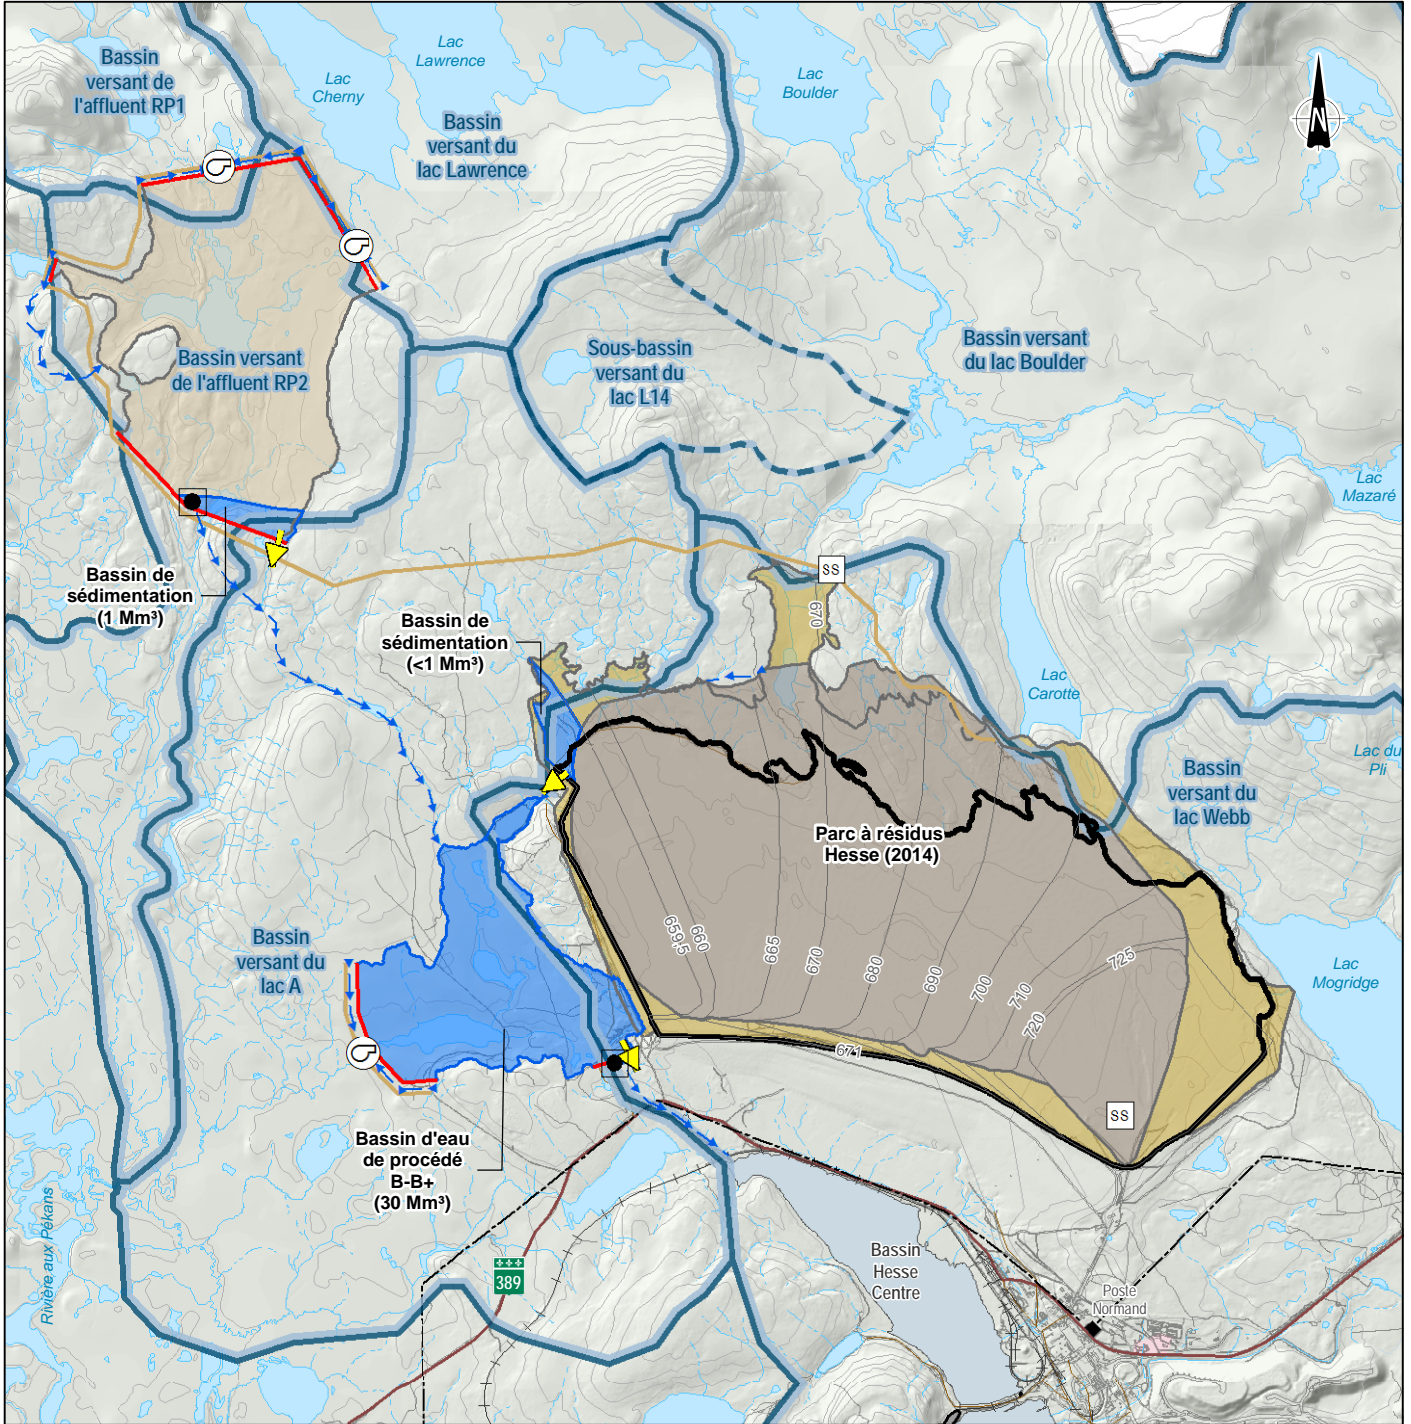 Bassin
versant de
l'affluent RP1
Lac
Cherny
Lac
Lawrence
Bassin
versant du
lac Lawrence
Lac
Boulder
N
Bassin versant
de l'affluent RP2
Sous-bassin
versant du
lac L14
Bassin versant
du lac Boulder
Lac
Mazaré
Bassin de
sédimentation
(1 Mm³)
Bassin de
sédimentation
(<1 Mm³)
SS
670
Lac
Carotte
Lac du
Pli
Bassin
versant du
lac Webb
Parc à résidus
Hesse (2014)
Bassin
versant du
lac A
659,5
660
665
670
680
690
700
710
720
725
Lac
Mogridge
671
SS
Bassin d'eau
de procédé
B-B+
(30 Mm³)
Rivière aux Pékans
389
Bassin
Hesse
Centre
Poste
Normand